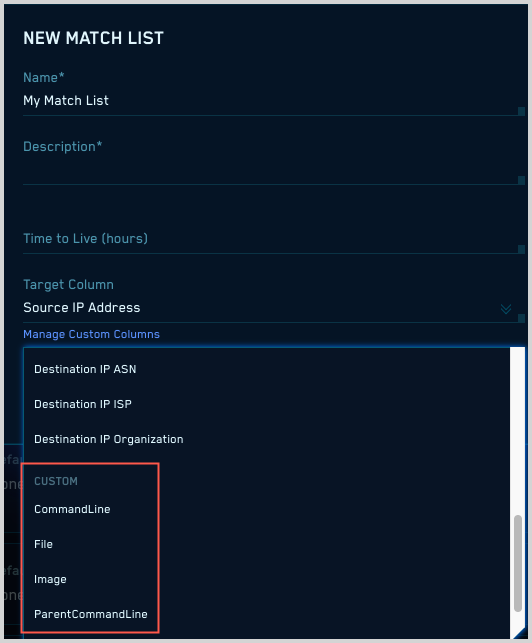 NEW MATCH LIST
Name*
My Match List
Description*
Time to Live (hours)
Target Column
Source IP Address
Manage Custom Columns
Destination IP ASN
Destination IP ISP
Destination IP Organization
CUSTOM
CommandLine
File
Image
ParentCommandLine